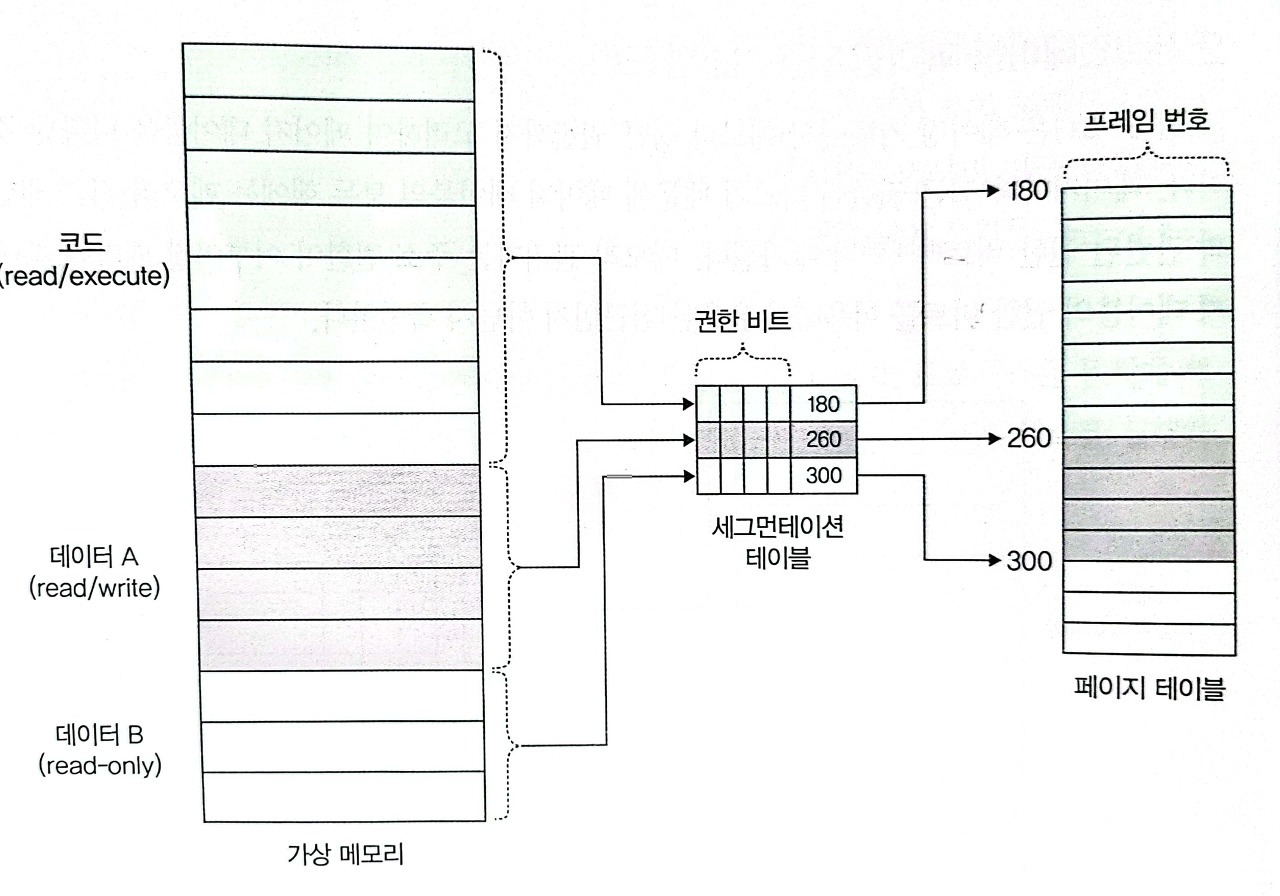 코드
(read/execute)
데이터 A
(read/write)
데이터 B
(read-only)
가상 메모리
권한 비트
180
260
300
세그먼테이션
테이블
프레임 번호
180
260
300
페이지 테이블